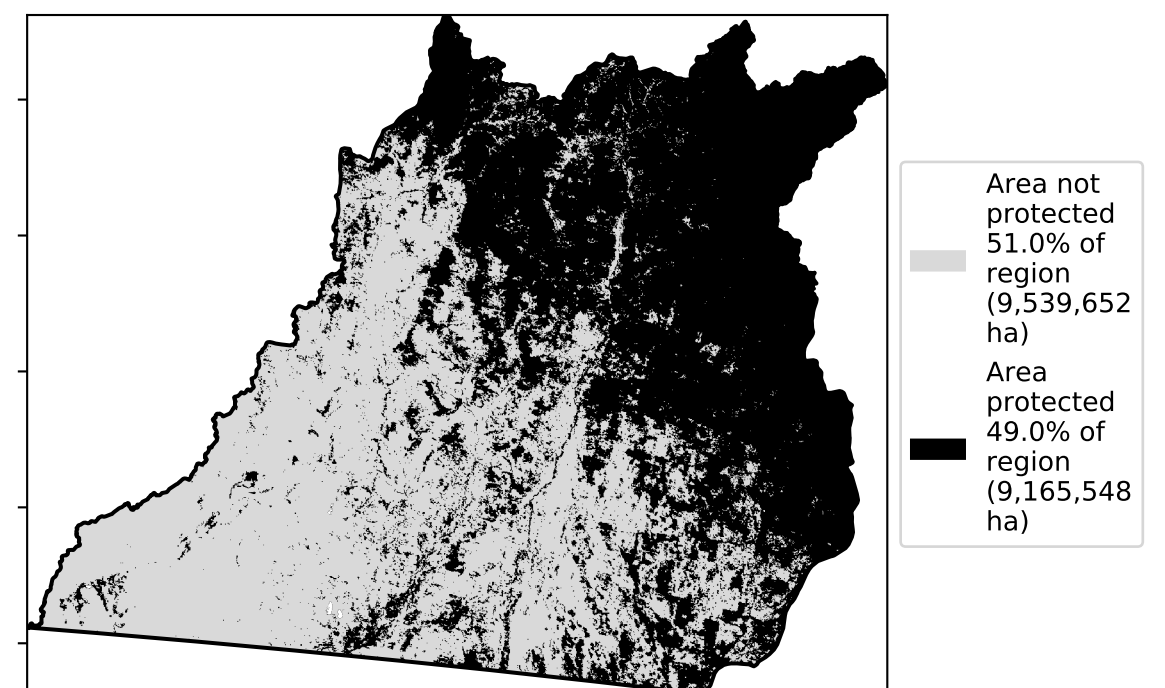 Area not
protected
51.0% of
region
(9,539,652
ha)
Area
protected
49.0% of
region
(9,165,548
ha)